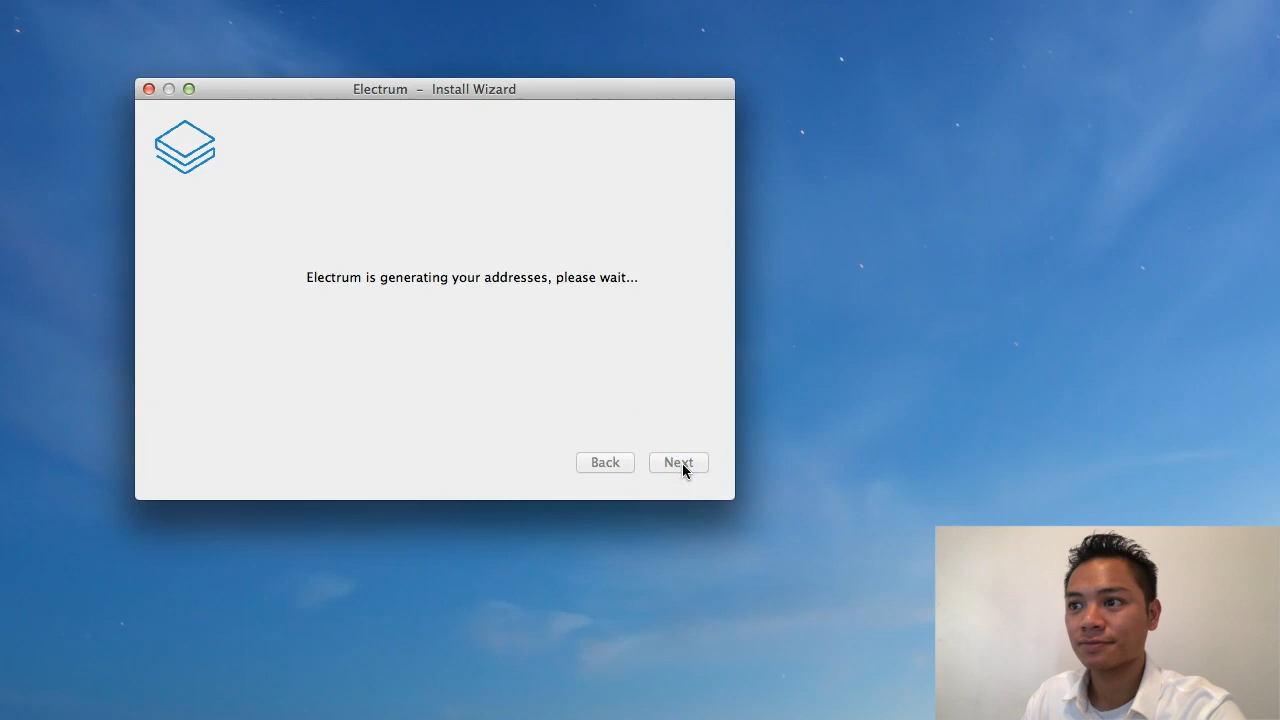 Electrum – Install Wizard
Electrum is generating your addresses, please wait...
Back
Next